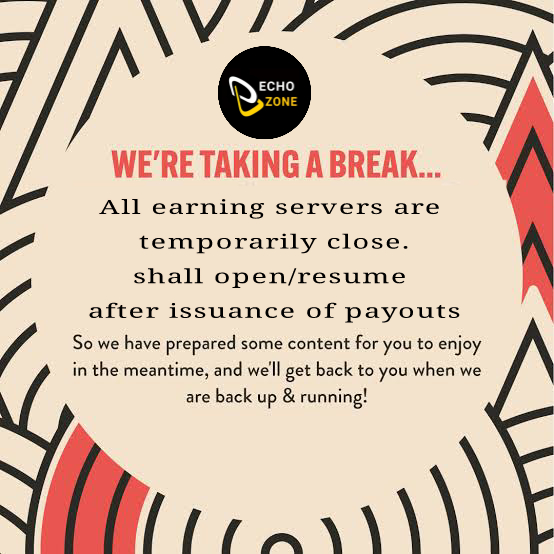 ECHO
ZONE
WE'RE TAKING A BREAK...
All earning servers are
temporarily close.
shall open/resume
after issuance of payouts
So we have prepared some content for you to enjoy
in the meantime, and we'll get back to you when we
are back up & running!